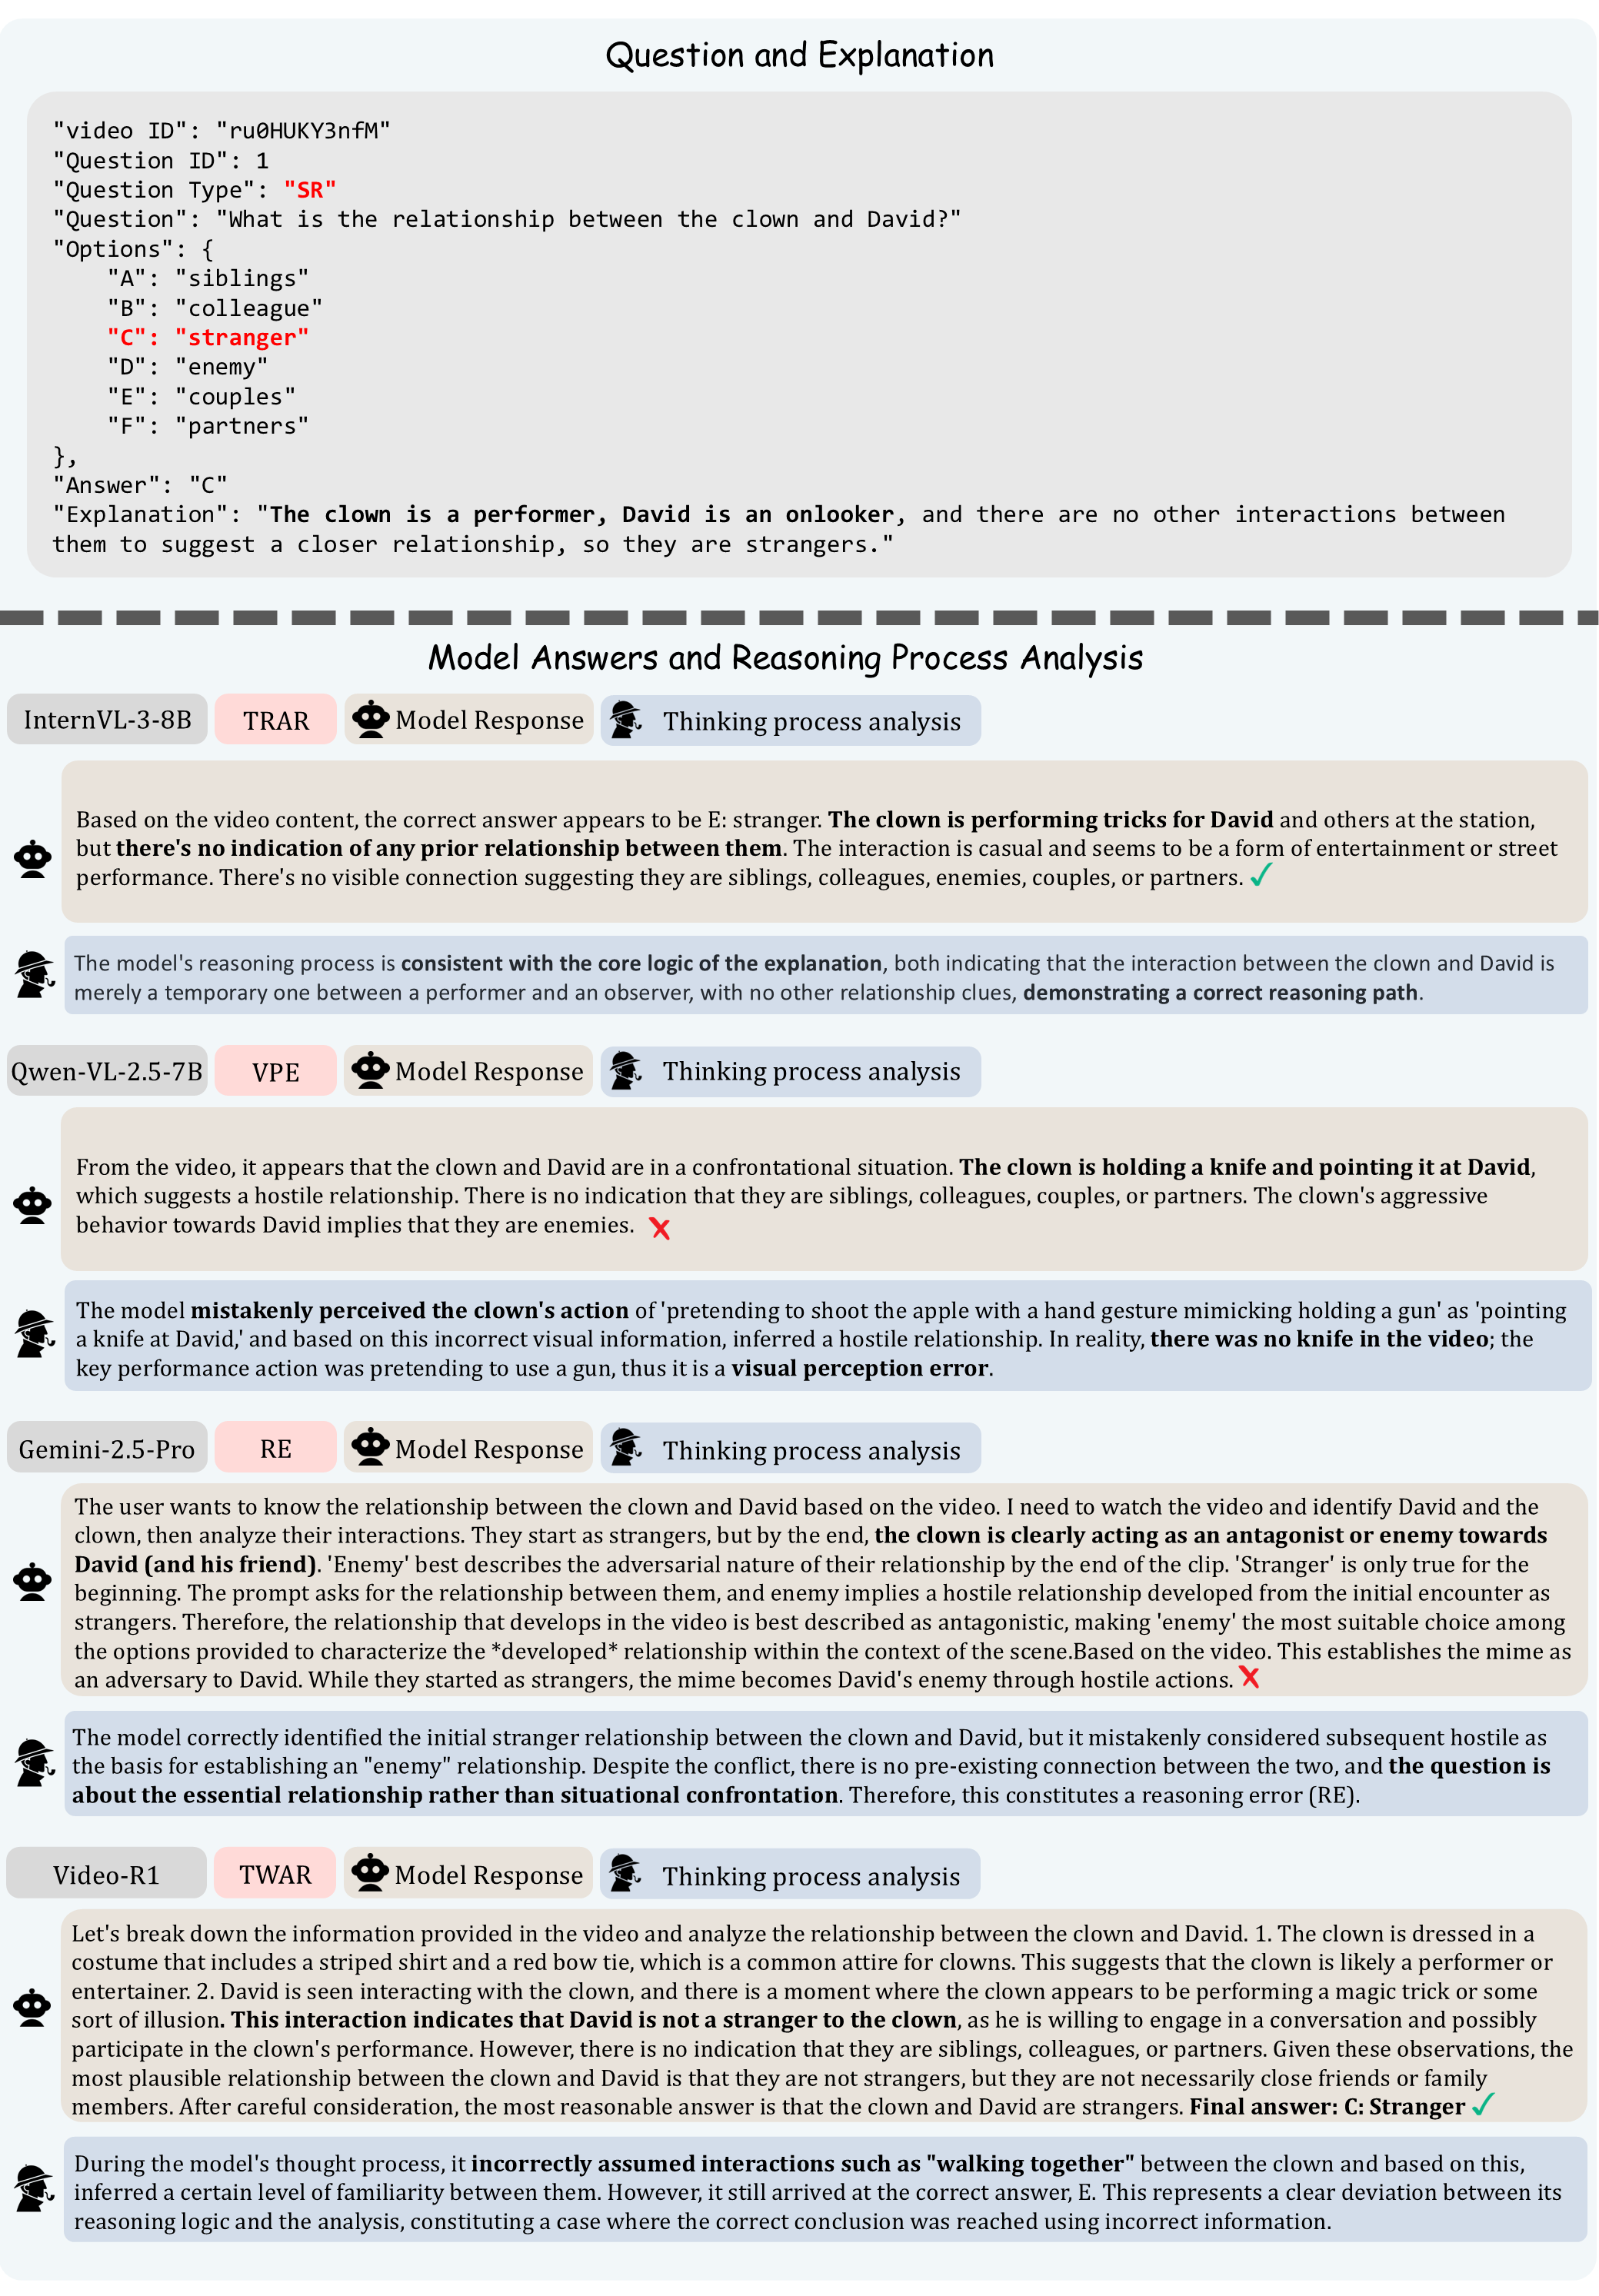 Question and Explanation
"video ID": "ru0HUKY3nfM"
"Question ID": 1
"Question Type": "SR"
"Question": "What is the relationship between the clown and David?"
"Options": {
"A": "siblings"
"B": "colleague"
"C": "stranger"
"D": "enemy"
"E": "couples"
"F": "partners"
},
"Answer": "C"
"Explanation": "The clown is a performer, David is an onlooker, and there are no other interactions between
them to suggest a closer relationship, so they are strangers."
Model Answers and Reasoning Process Analysis
InternVL-3-8B TRAR Model Response Thinking process analysis
Based on the video content, the correct answer appears to be E: stranger. The clown is performing tricks for David and others at the station,
but there's no indication of any prior relationship between them. The interaction is casual and seems to be a form of entertainment or street
performance. There's no visible connection suggesting they are siblings, colleagues, enemies, couples, or partners. ✓
The model's reasoning process is consistent with the core logic of the explanation, both indicating that the interaction between the clown and David is
merely a temporary one between a performer and an observer, with no other relationship clues, demonstrating a correct reasoning path.
Qwen-VL-2.5-7B VPE Model Response Thinking process analysis
From the video, it appears that the clown and David are in a confrontational situation. The clown is holding a knife and pointing it at David,
which suggests a hostile relationship. There is no indication that they are siblings, colleagues, couples, or partners. The clown's aggressive
behavior towards David implies that they are enemies. ✗
The model mistakenly perceived the clown's action of 'pretending to shoot the apple with a hand gesture mimicking holding a gun' as 'pointing
a knife at David,' and based on this incorrect visual information, inferred a hostile relationship. In reality, there was no knife in the video; the
key performance action was pretending to use a gun, thus it is a visual perception error.
Gemini-2.5-Pro RE Model Response Thinking process analysis
The user wants to know the relationship between the clown and David based on the video. I need to watch the video and identify David and the
clown, then analyze their interactions. They start as strangers, but by the end, the clown is clearly acting as an antagonist or enemy towards
David (and his friend). 'Enemy' best describes the adversarial nature of their relationship by the end of the clip. 'Stranger' is only true for the
beginning. The prompt asks for the relationship between them, and enemy implies a hostile relationship developed from the initial encounter as
strangers. Therefore, the relationship that develops in the video is best described as antagonistic, making 'enemy' the most suitable choice among
the options provided to characterize the *developed* relationship within the context of the scene.Based on the video. This establishes the mime as
an adversary to David. While they started as strangers, the mime becomes David's enemy through hostile actions. ✗
The model correctly identified the initial stranger relationship between the clown and David, but it mistakenly considered subsequent hostile as
the basis for establishing an "enemy" relationship. Despite the conflict, there is no pre-existing connection between the two, and the question is
about the essential relationship rather than situational confrontation. Therefore, this constitutes a reasoning error (RE).
Video-R1 TWAR Model Response Thinking process analysis
Let's break down the information provided in the video and analyze the relationship between the clown and David. 1. The clown is dressed in a
costume that includes a striped shirt and a red bow tie, which is a common attire for clowns. This suggests that the clown is likely a performer or
entertainer. 2. David is seen interacting with the clown, and there is a moment where the clown appears to be performing a magic trick or some
sort of illusion. This interaction indicates that David is not a stranger to the clown, as he is willing to engage in a conversation and possibly
participate in the clown's performance. However, there is no indication that they are siblings, colleagues, or partners. Given these observations, the
most plausible relationship between the clown and David is that they are not strangers, but they are not necessarily close friends or family
members. After careful consideration, the most reasonable answer is that the clown and David are strangers. Final answer: C: Stranger ✓
During the model's thought process, it incorrectly assumed interactions such as "walking together" between the clown and based on this,
inferred a certain level of familiarity between them. However, it still arrived at the correct answer, E. This represents a clear deviation between its
reasoning logic and the analysis, constituting a case where the correct conclusion was reached using incorrect information.